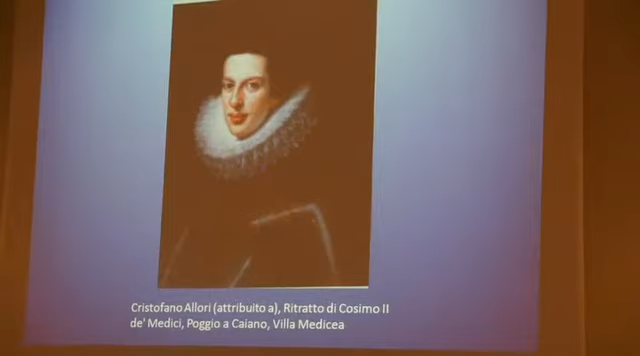 Cristofano Allori (attribuito a), Ritratto di Cosimo II
de' Medici, Poggio a Caiano, Villa Medicea